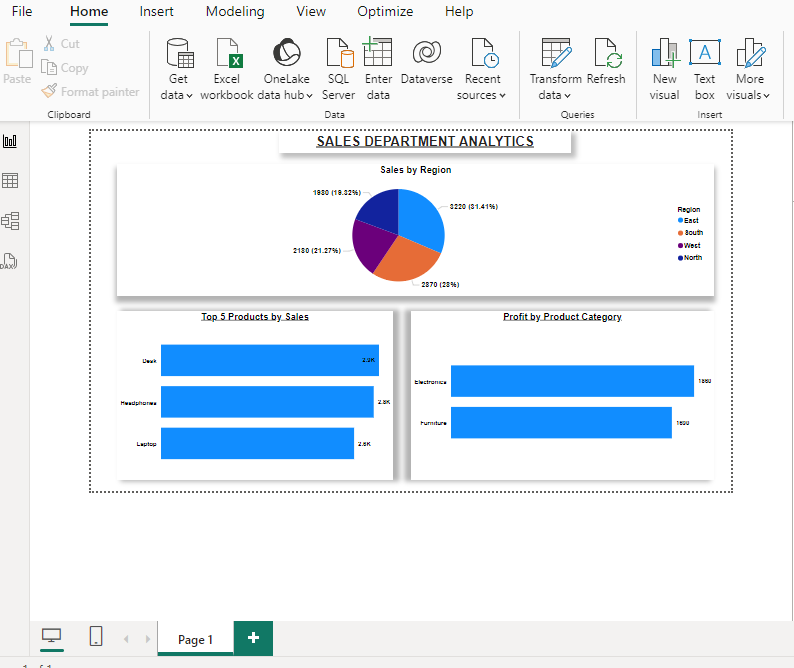 File Home Insert Modeling View Optimize Help
Paste
Cut
Copy
Format painter
Clipboard
Get data
Excel workbook
OneLake data hub
SQL Server
Enter data
Dataverse
Recent sources
Data
Transform data
Refresh
Queries
New visual
Text box
More visuals
Insert
SALES DEPARTMENT ANALYTICS
Sales by Region
1980 (19.32%)
3220 (31.41%)
2180 (21.27%)
2870 (28%)
Region
East
South
West
North
Top 5 Products by Sales
Desk 2.9K
Headphones 2.8K
Laptop 2.6K
Profit by Product Category
Electronics 1860
Furniture 1690
DAX
Page 1